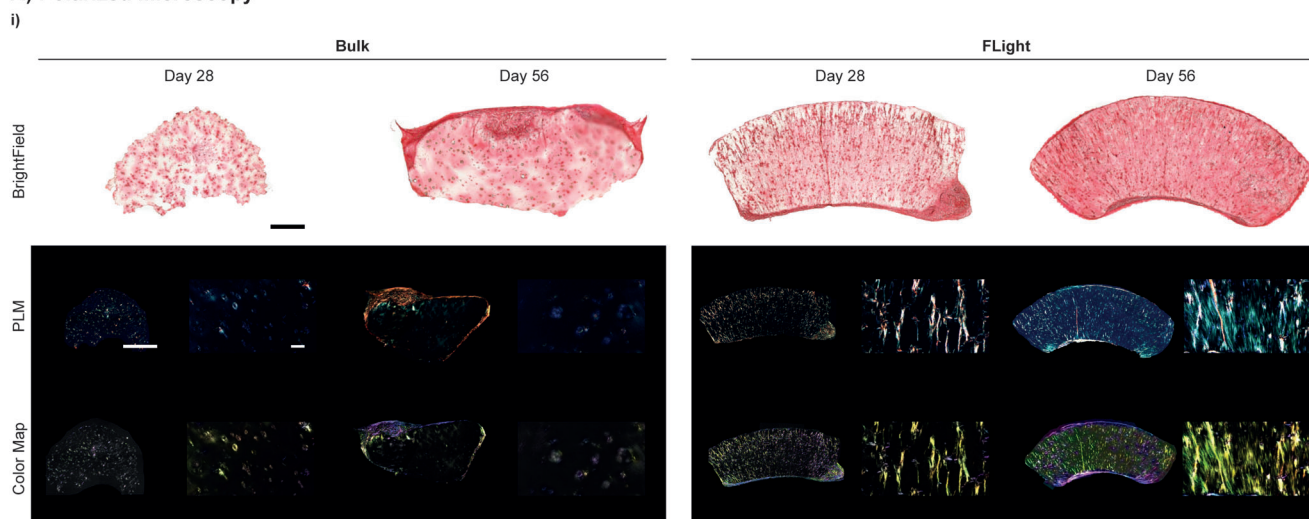 i)
Bulk
FLight
Day 28
Day 56
Day 28
Day 56
BrightField
PLM
Color Map